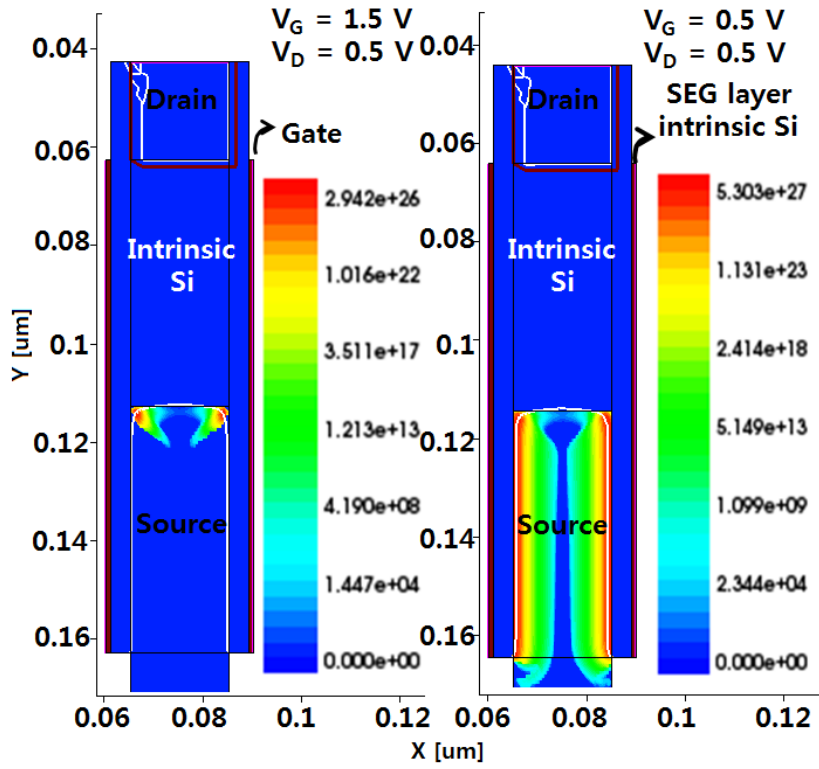 V_G = 1.5 V
V_D = 0.5 V
V_G = 0.5 V
V_D = 0.5 V
0.04
0.06
0.08
0.1
0.12
0.14
0.16
Y [um]
Drain
Gate
Intrinsic
Si
Source
2.942e+26
1.016e+22
3.511e+17
1.213e+13
4.190e+08
1.447e+04
0.000e+00
0.06
0.08
0.1
0.12
0.04
0.06
0.08
0.1
0.12
0.14
0.16
Drain
SEG layer
intrinsic Si
Intrinsic
Si
Source
5.303e+27
1.131e+23
2.414e+18
5.149e+13
1.099e+09
2.344e+04
0.000e+00
0.06
0.08
0.1
0.12
X [um]